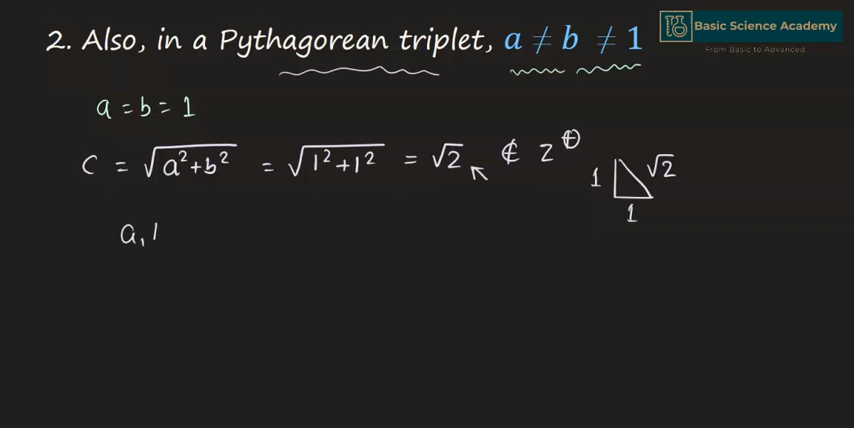 2. Also, in a Pythagorean triplet, a ≠ b ≠ 1
Basic Science Academy
From Basic to Advanced
a = b = 1
c = √(a² + b²) = √(1² + 1²) = √2 ∉ Z⊕
1 √2
1
a, 1